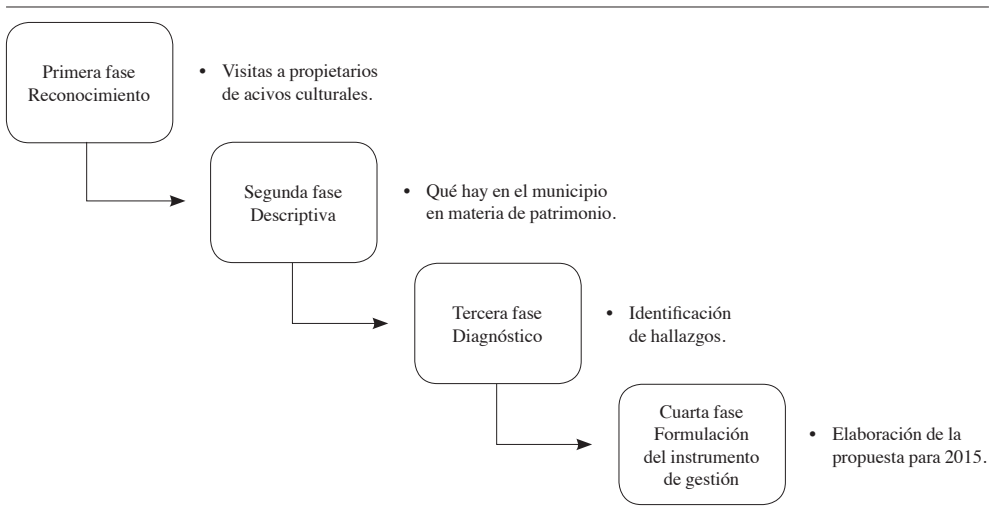 Primera fase
Reconocimiento
• Visitas a propietarios
de acivos culturales.
Segunda fase
Descriptiva
• Qué hay en el municipio
en materia de patrimonio.
Tercera fase
Diagnóstico
• Identificación
de hallazgos.
Cuarta fase
Formulación
del instrumento
de gestión
• Elaboración de la
propuesta para 2015.